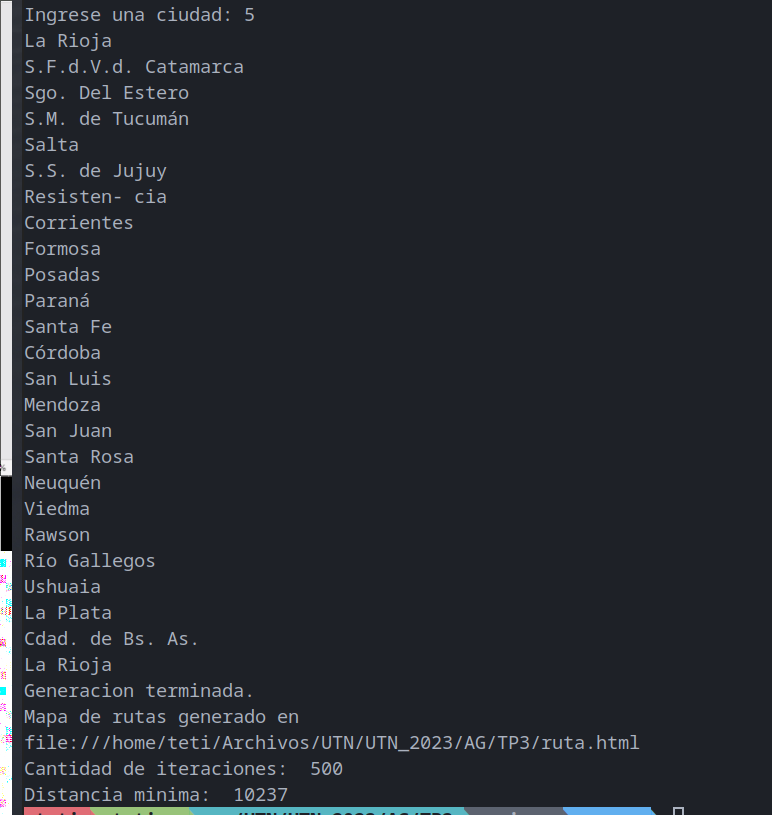 Ingrese una ciudad: 5
La Rioja
S.F.d.V.d. Catamarca
Sgo. Del Estero
S.M. de Tucumán
Salta
S.S. de Jujuy
Resisten- cia
Corrientes
Formosa
Posadas
Paraná
Santa Fe
Córdoba
San Luis
Mendoza
San Juan
Santa Rosa
Neuquén
Viedma
Rawson
Río Gallegos
Ushuaia
La Plata
Cdad. de Bs. As.
La Rioja
Generacion terminada.
Mapa de rutas generado en
file:///home/teti/Archivos/UTN/UTN_2023/AG/TP3/ruta.html
Cantidad de iteraciones:  500
Distancia minima:  10237